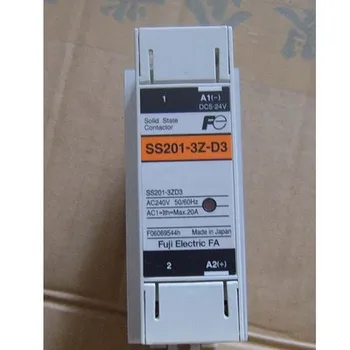 1 A1(-)
DC5-24V
Solid State
Contactor
SS201-3Z-D3
SS201-3ZD3
AC240V 50/60Hz
AC1=Ith=Max.20A
F06069544h Made in Japan
Fuji Electric FA
2 A2(+)